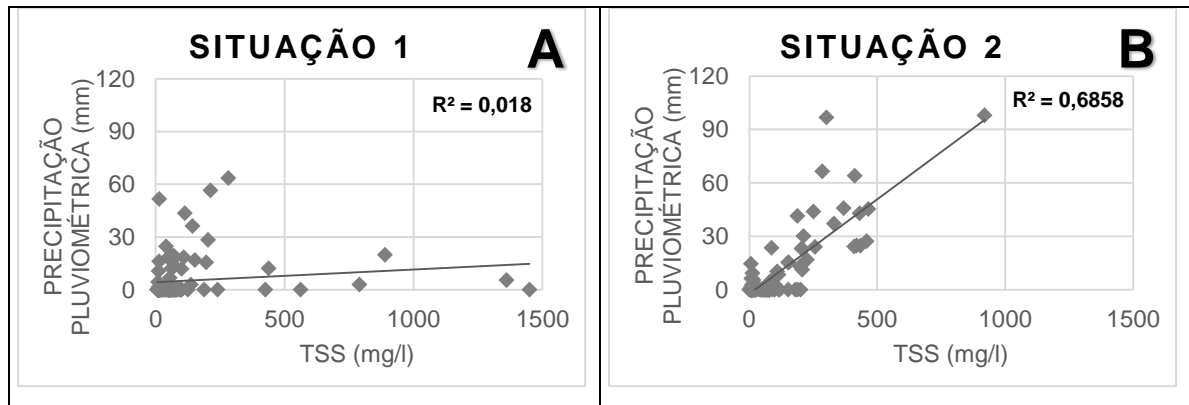 SITUAÇÃO 1
A
R² = 0,018
PRECIPITAÇÃO
PLUVIOMÉTRICA (mm)
120
90
60
30
0
0 500 1000 1500
TSS (mg/l)
SITUAÇÃO 2
B
R² = 0,6858
PRECIPITAÇÃO
PLUVIOMÉTRICA (mm)
120
90
60
30
0
0 500 1000 1500
TSS (mg/l)